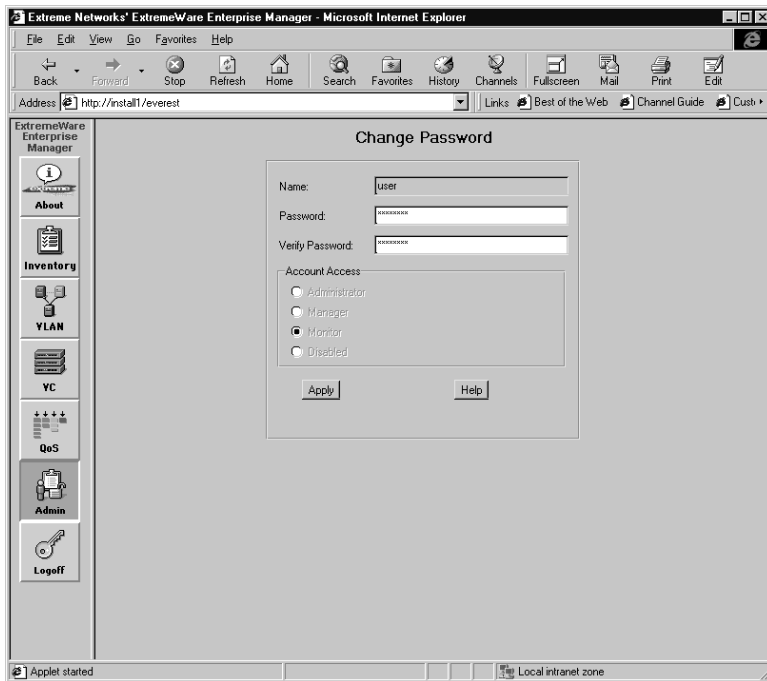 Extreme Networks' ExtremeWare Enterprise Manager - Microsoft Internet Explorer
File Edit View Go Favorites Help
Back Forward Stop Refresh Home Search Favorites History Channels Fullscreen Mail Print Edit
Address http://install1/everest Links Best of the Web Channel Guide
ExtremeWare
Enterprise
Manager
About
Inventory
VLAN
VC
QoS
Admin
Logoff
Change Password
Name: user
Password: ********
Verify Password: ********
Account Access
Administrator
Manager
Monitor
Disabled
Apply Help
Applet started Local intranet zone